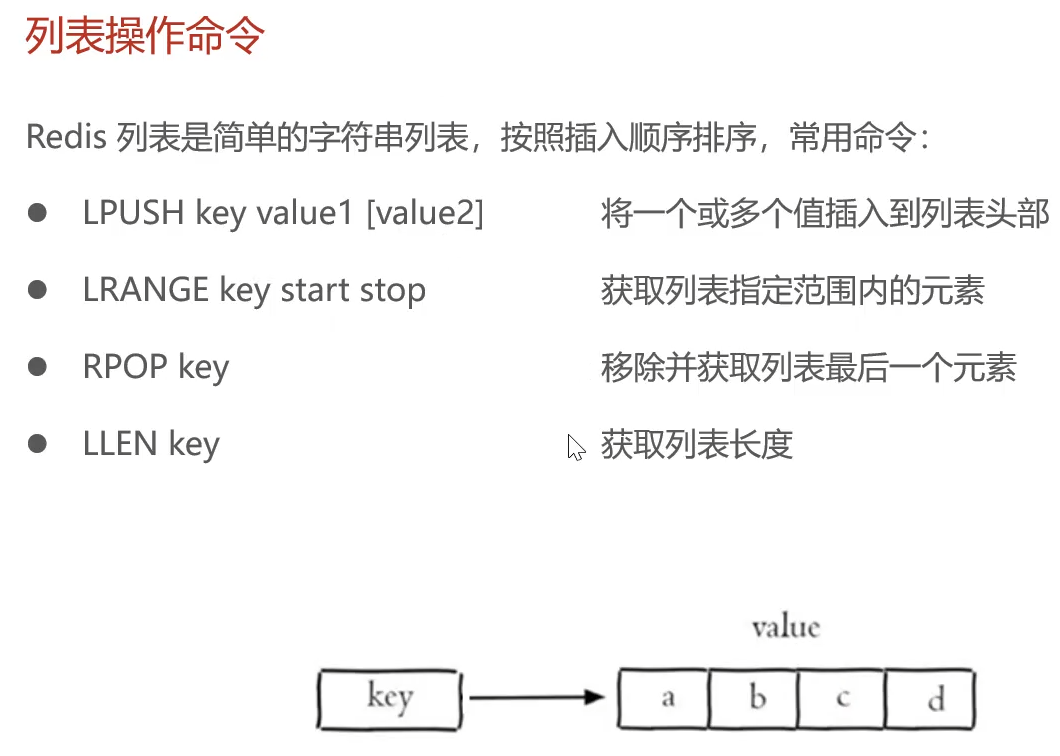 列表操作命令
Redis 列表是简单的字符串列表，按照插入顺序排序，常用命令：
● LPUSH key value1 [value2] 将一个或多个值插入到列表头部
● LRANGE key start stop 获取列表指定范围内的元素
● RPOP key 移除并获取列表最后一个元素
● LLEN key 获取列表长度
value
key a b c d